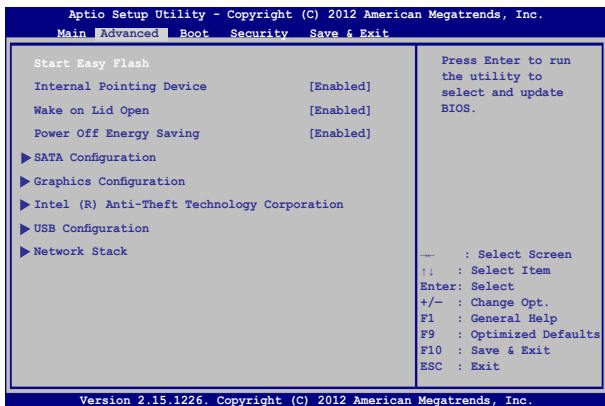 Aptio Setup Utility - Copyright (C) 2012 American Megatrends, Inc.
Main Advanced Boot Security Save & Exit
Start Easy Flash
Internal Pointing Device [Enabled]
Wake on Lid Open [Enabled]
Power Off Energy Saving [Enabled]
SATA Configuration
Graphics Configuration
Intel (R) Anti-Theft Technology Corporation
USB Configuration
Network Stack
Press Enter to run
the utility to
select and update
BIOS.
→← : Select Screen
↑↓ : Select Item
Enter: Select
+/— : Change Opt.
F1 : General Help
F9 : Optimized Defaults
F10 : Save & Exit
ESC : Exit
Version 2.15.1226. Copyright (C) 2012 American Megatrends, Inc.